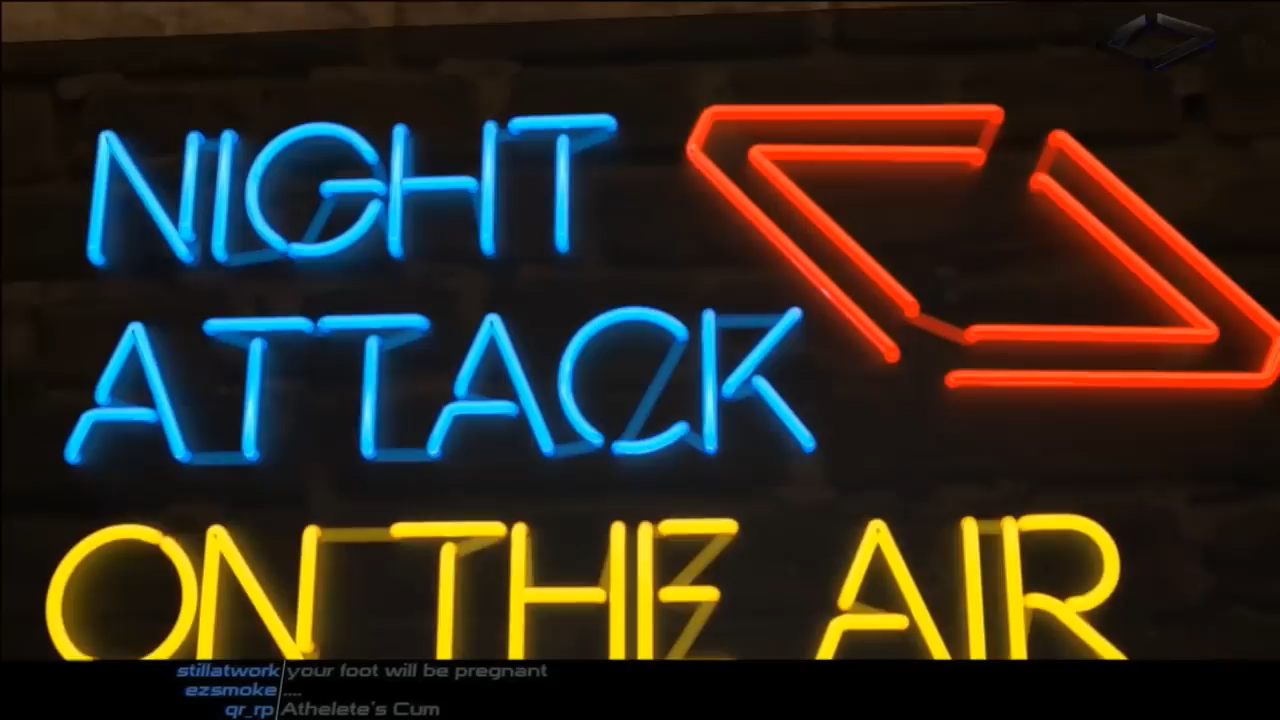 NIGHT
ATTACK
ON THE AIR
stillatwork your foot will be pregnant
ezsmoke ....
qr_rp Athelete's Cum